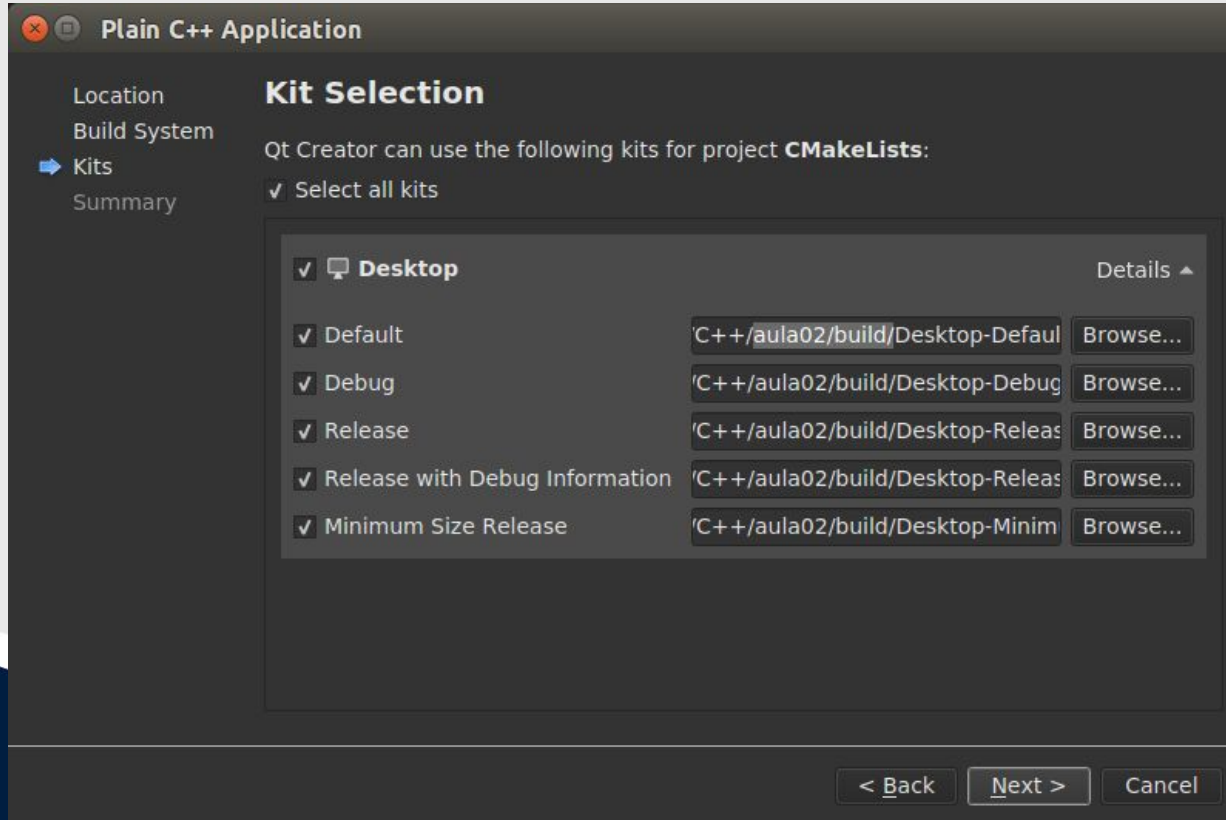 Plain C++ Application
Location
Build System
Kits
Summary
Kit Selection
Qt Creator can use the following kits for project CMakeLists:
Select all kits
Desktop Details
Default /C++/aula02/build/Desktop-Defaul Browse...
Debug /C++/aula02/build/Desktop-Debug Browse...
Release /C++/aula02/build/Desktop-Releas Browse...
Release with Debug Information /C++/aula02/build/Desktop-Releas Browse...
Minimum Size Release /C++/aula02/build/Desktop-Minim Browse...
< Back Next > Cancel